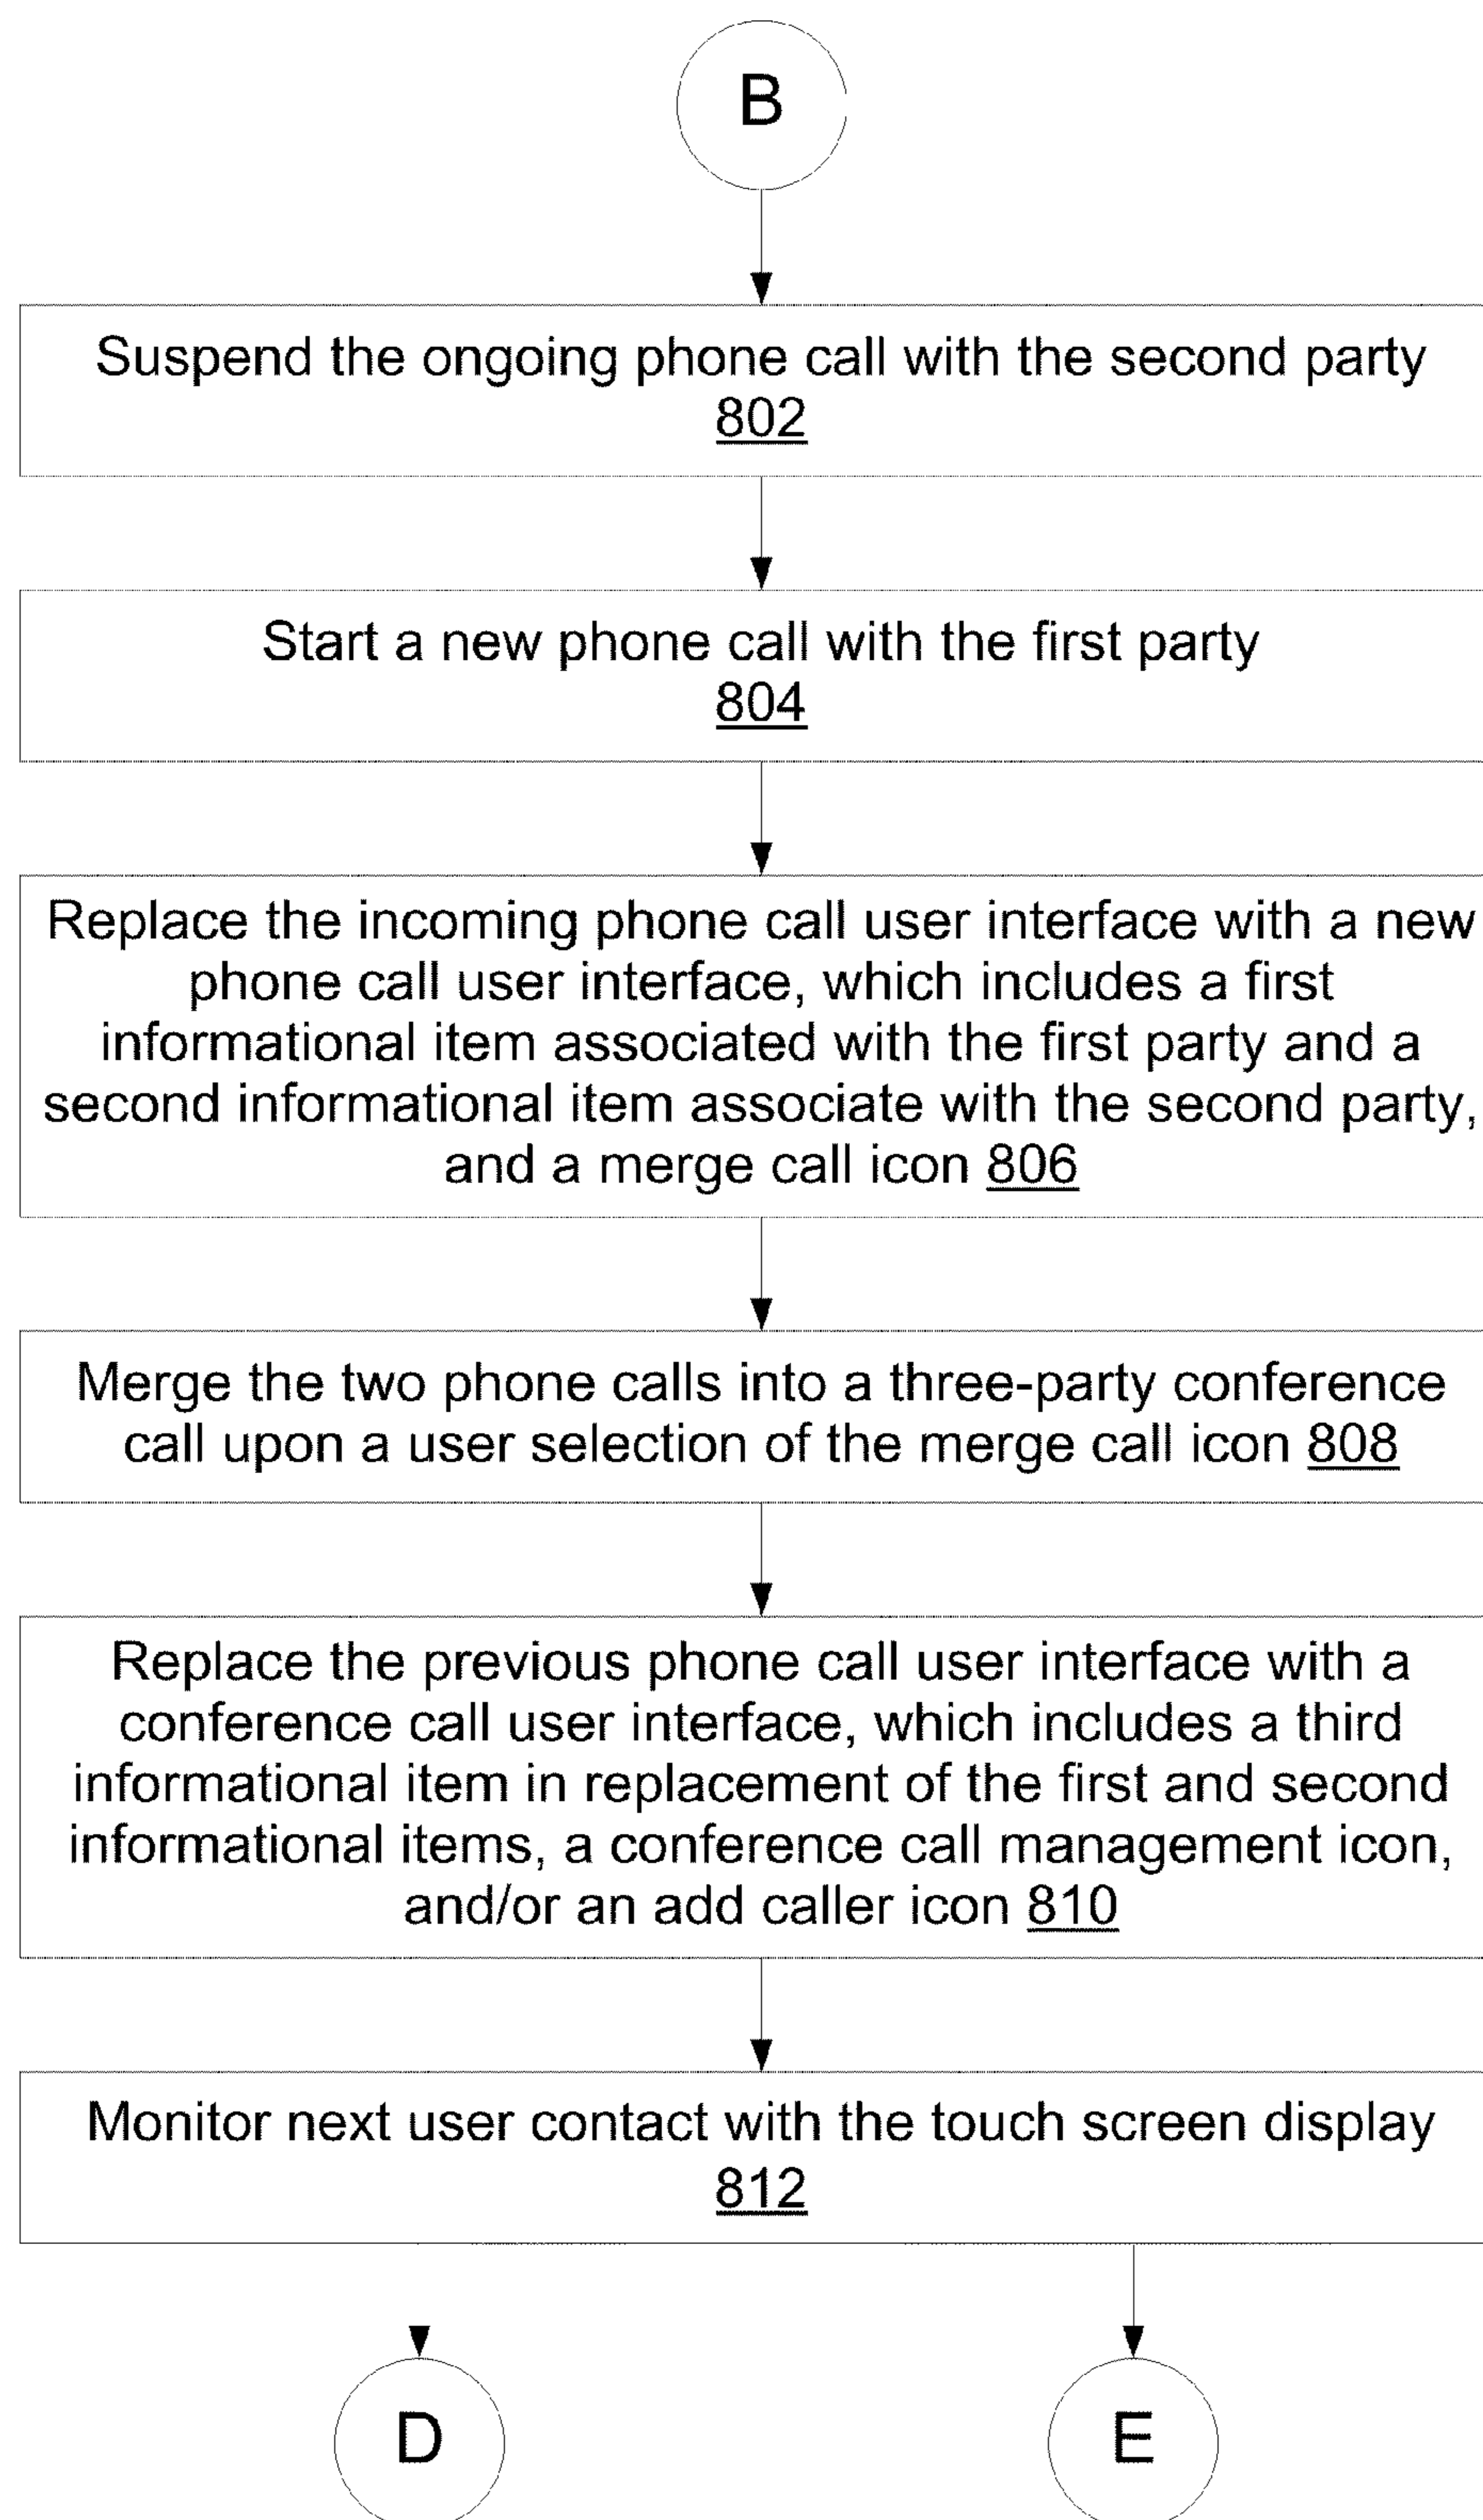 B
Suspend the ongoing phone call with the second party
802
Start a new phone call with the first party
804
Replace the incoming phone call user interface with a new
phone call user interface, which includes a first
informational item associated with the first party and a
second informational item associate with the second party,
and a merge call icon 806
Merge the two phone calls into a three-party conference
call upon a user selection of the merge call icon 808
Replace the previous phone call user interface with a
conference call user interface, which includes a third
informational item in replacement of the first and second
informational items, a conference call management icon,
and/or an add caller icon 810
Monitor next user contact with the touch screen display
812
D
E